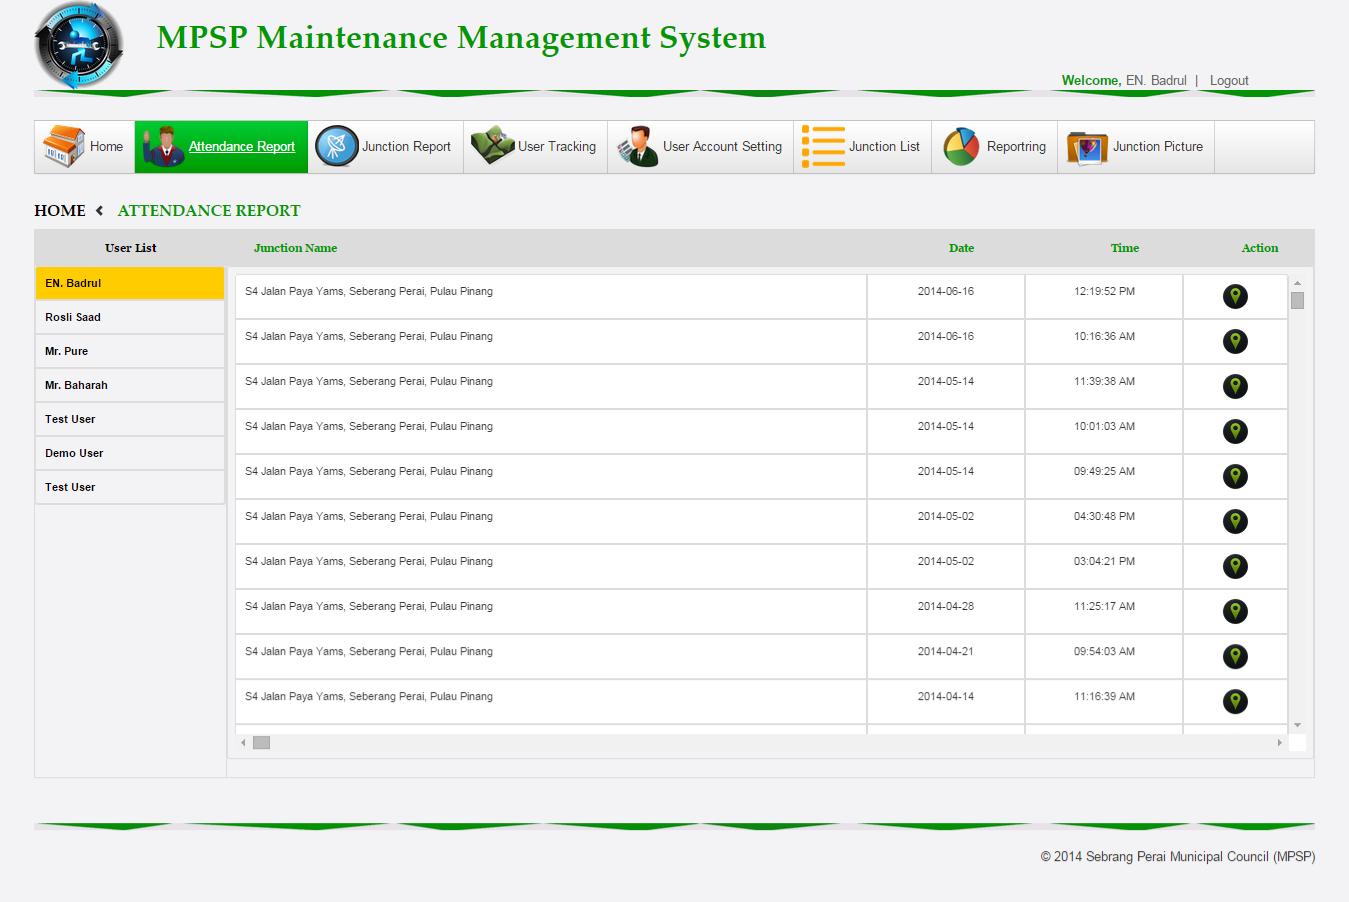 MPSP Maintenance Management System
Welcome, EN. Badrul | Logout
Home Attendance Report Junction Report User Tracking User Account Setting Junction List Reportring Junction Picture
HOME ATTENDANCE REPORT
User List Junction Name Date Time Action
EN. Badrul
Rosli Saad
Mr. Pure
Mr. Baharah
Test User
Demo User
Test User
S4 Jalan Paya Yams, Seberang Perai, Pulau Pinang 2014-06-16 12:19:52 PM
S4 Jalan Paya Yams, Seberang Perai, Pulau Pinang 2014-06-16 10:16:36 AM
S4 Jalan Paya Yams, Seberang Perai, Pulau Pinang 2014-05-14 11:39:38 AM
S4 Jalan Paya Yams, Seberang Perai, Pulau Pinang 2014-05-14 10:01:03 AM
S4 Jalan Paya Yams, Seberang Perai, Pulau Pinang 2014-05-14 09:49:25 AM
S4 Jalan Paya Yams, Seberang Perai, Pulau Pinang 2014-05-02 04:30:48 PM
S4 Jalan Paya Yams, Seberang Perai, Pulau Pinang 2014-05-02 03:04:21 PM
S4 Jalan Paya Yams, Seberang Perai, Pulau Pinang 2014-04-28 11:25:17 AM
S4 Jalan Paya Yams, Seberang Perai, Pulau Pinang 2014-04-21 09:54:03 AM
S4 Jalan Paya Yams, Seberang Perai, Pulau Pinang 2014-04-14 11:16:39 AM
© 2014 Sebrang Perai Municipal Council (MPSP)